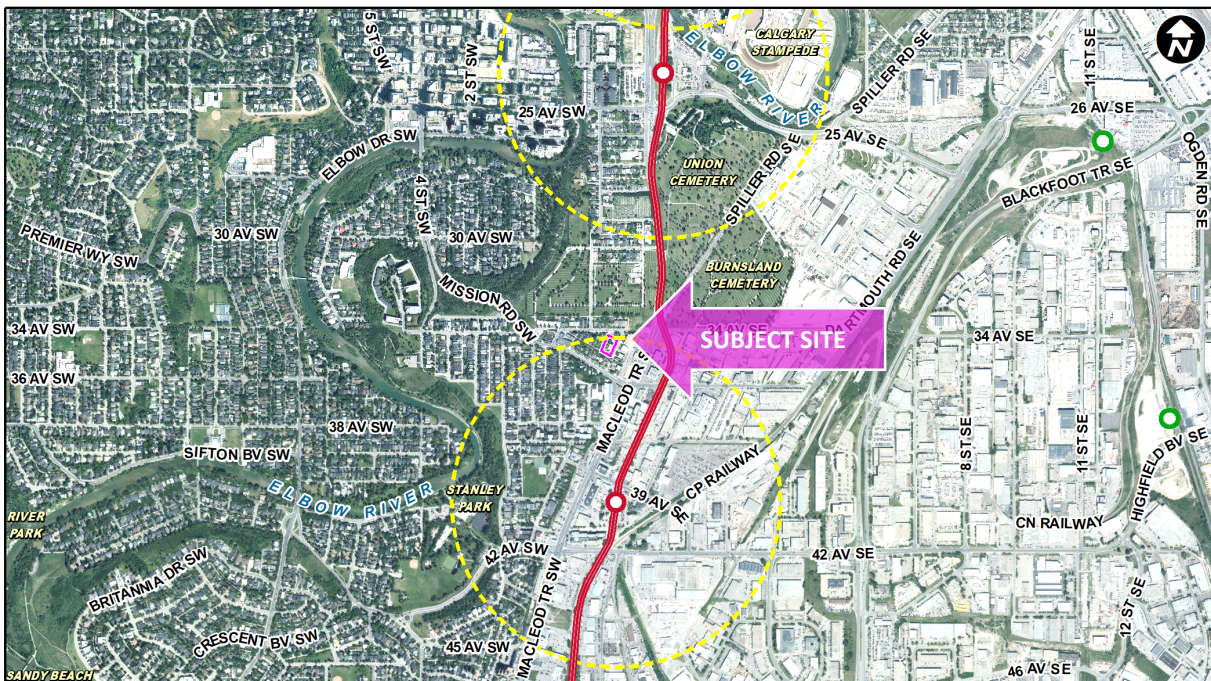 5 ST SW
2 ST SW
ELBOW RIVER
CALGARY
STAMPEDE
SPILLER RD SE
11 ST SE
N
26 AV SE
25 AV SW
25 AV SE
OGDEN RD SE
ELBOW DR SW
UNION
CEMETERY
SPILLER RD SE
BLACKFOOT TR SE
4 ST SW
30 AV SW
30 AV SW
PREMIER WY SW
BURNSLAND
CEMETERY
DARTMOUTH RD SE
MISSION RD SW
34 AV SW
34 AV SE
34 AV SE
SUBJECT SITE
36 AV SW
MACLEOD TR S
38 AV SW
SIFTON BV SW
8 ST SE
11 ST SE
HIGHFIELD BV SE
CP RAILWAY
ELBOW RIVER
STANLEY
PARK
39 AV SE
RIVER
PARK
CN RAILWAY
42 AV SW
42 AV SE
BRITANNIA DR SW
MACLEOD TR SW
12 ST SE
CRESCENT BV SW
45 AV SW
46 AV SE
SANDY BEACH